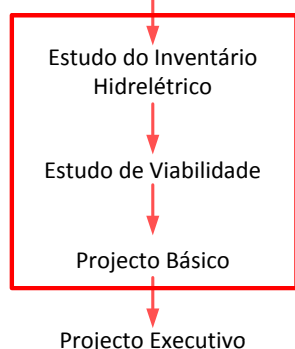 Estudo do Inventário
Hidrelétrico
Estudo de Viabilidade
Projecto Básico
Projecto Executivo